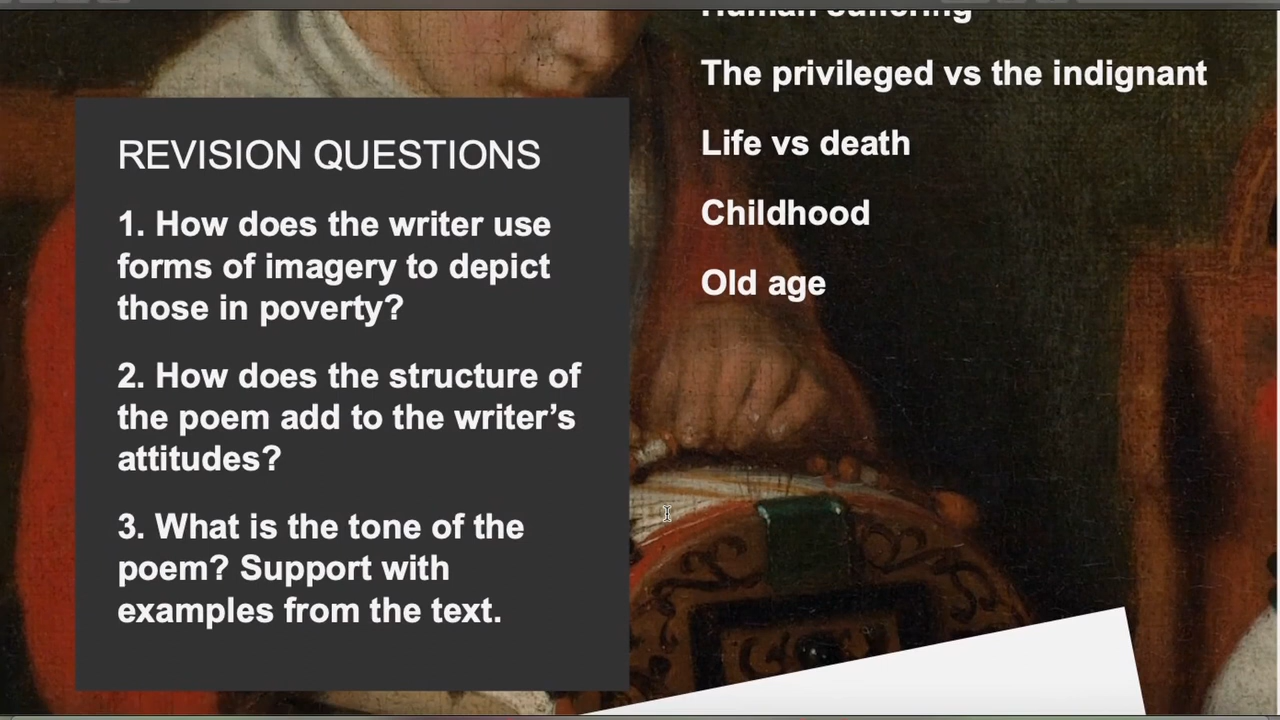 Human suffering
The privileged vs the indignant
Life vs death
Childhood
Old age
REVISION QUESTIONS
1. How does the writer use
forms of imagery to depict
those in poverty?
2. How does the structure of
the poem add to the writer’s
attitudes?
3. What is the tone of the
poem? Support with
examples from the text.